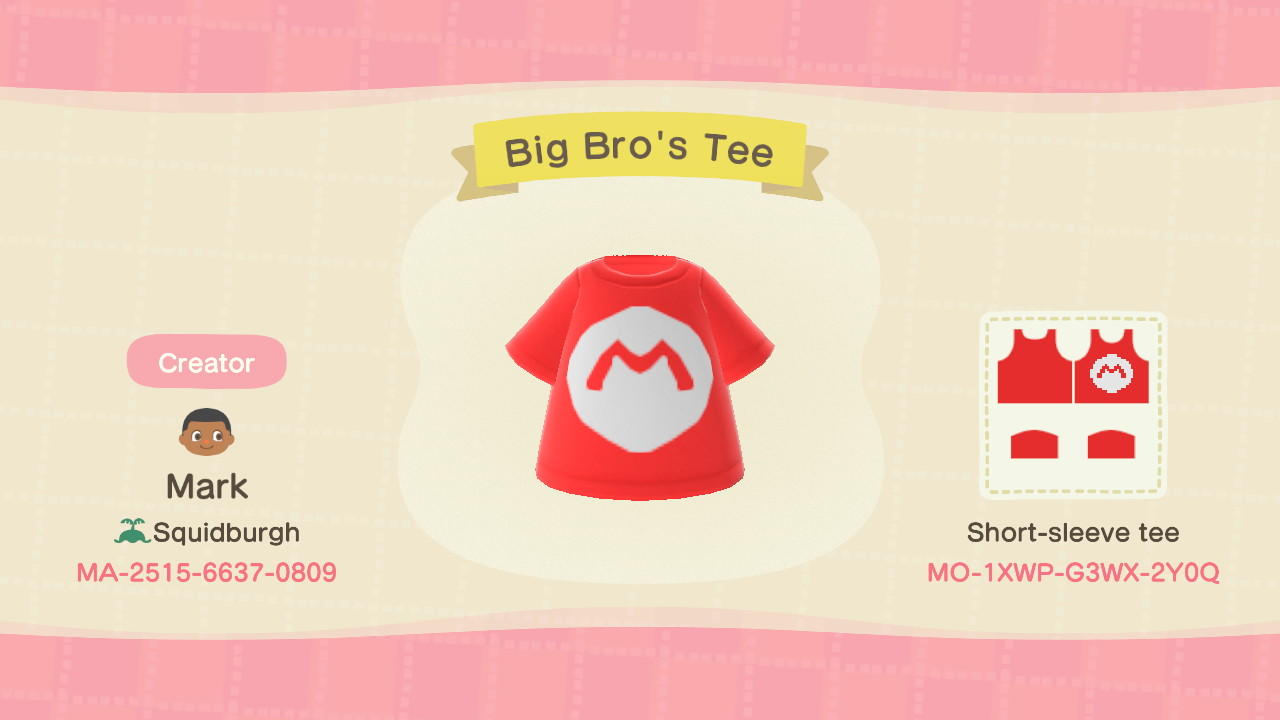 Big Bro's Tee
Creator
Mark
Squidburgh
MA-2515-6637-0809
M
Short-sleeve tee
MO-1XWP-G3WX-2Y0Q